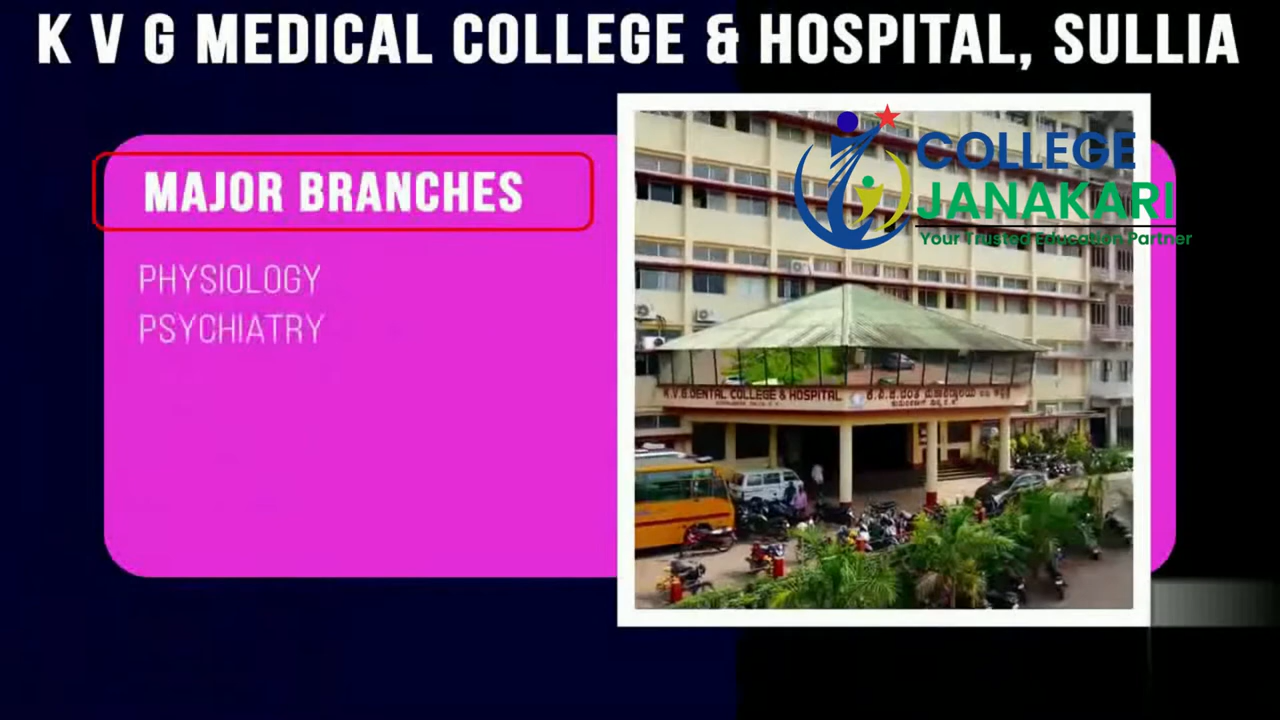 K V G MEDICAL COLLEGE & HOSPITAL, SULLIA
MAJOR BRANCHES
PHYSIOLOGY
PSYCHIATRY
COLLEGE
JANAKARI
Your Trusted Education Partner
K.V.G. DENTAL COLLEGE & HOSPITAL